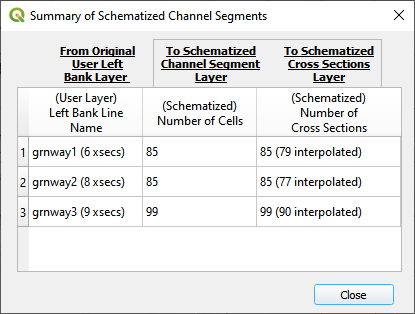 Summary of Schematized Channel Segments
From Original
User Left
Bank Layer
To Schematized
Channel Segment
Layer
To Schematized
Cross Sections
Layer
(User Layer)
Left Bank Line
Name
(Schematized)
Number of Cells
(Schematized)
Number of
Cross Sections
1 grnway1 (6 xsecs) 85 85 (79 interpolated)
2 grnway2 (8 xsecs) 85 85 (77 interpolated)
3 grnway3 (9 xsecs) 99 99 (90 interpolated)
Close